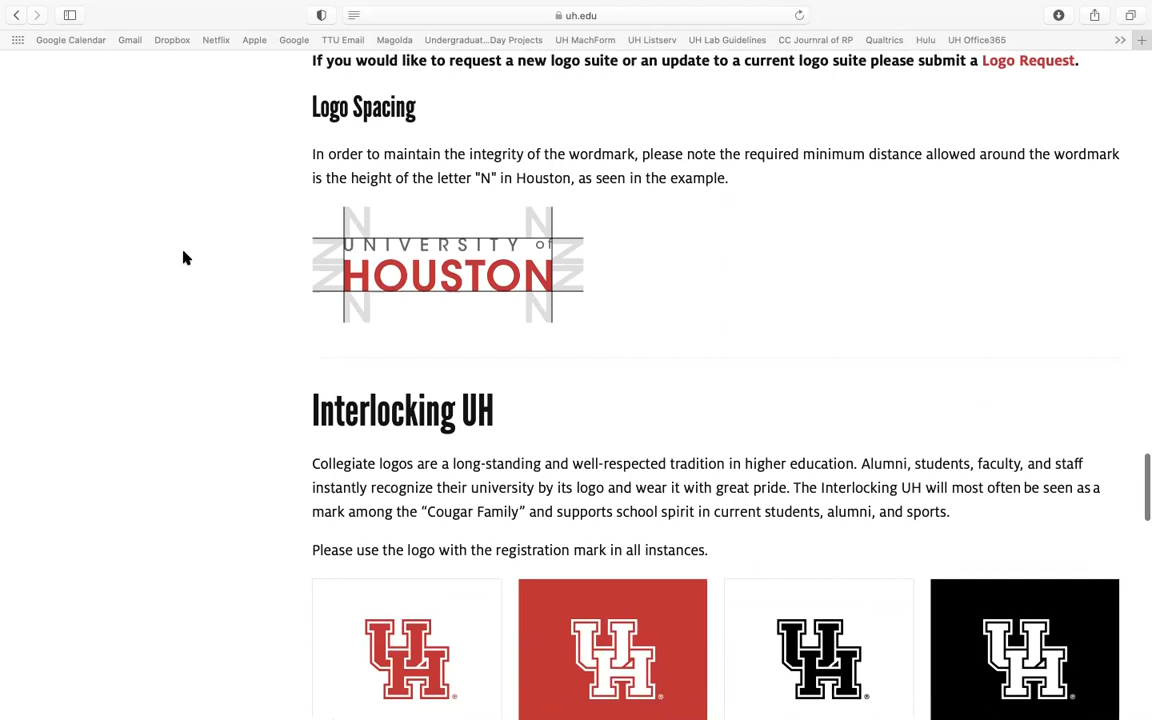 uh.edu
Google Calendar Gmail Dropbox Netflix Apple Google TTU Email Magolda Undergraduat...Day Projects UH MachForm UH Listserv UH Lab Guidelines CC Journral of RP Qualtrics Hulu UH Office365 >>
If you would like to request a new logo suite or an update to a current logo suite please submit a Logo Request.
Logo Spacing
In order to maintain the integrity of the wordmark, please note the required minimum distance allowed around the wordmark
is the height of the letter "N" in Houston, as seen in the example.
N N
UNIVERSITY of
N HOUSTON N
N N
Interlocking UH
Collegiate logos are a long-standing and well-respected tradition in higher education. Alumni, students, faculty, and staff
instantly recognize their university by its logo and wear it with great pride. The Interlocking UH will most often be seen as a
mark among the “Cougar Family” and supports school spirit in current students, alumni, and sports.
Please use the logo with the registration mark in all instances.
UH® UH® UH® UH®